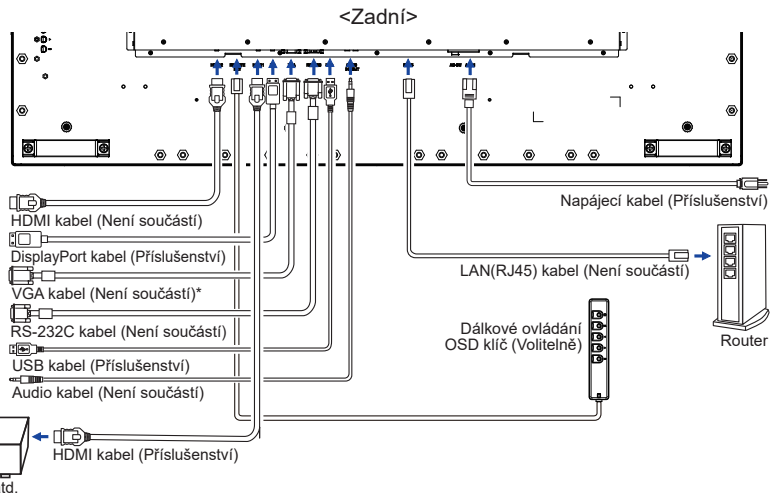 <Zadní>
HDMI kabel (Není součástí)
DisplayPort kabel (Příslušenství)
VGA kabel (Není součástí)*
RS-232C kabel (Není součástí)
USB kabel (Příslušenství)
Audio kabel (Není součástí)
HDMI kabel (Příslušenství)
Napájecí kabel (Příslušenství)
LAN(RJ45) kabel (Není součástí)
Dálkové ovládání
OSD klíč (Volitelně)
Router